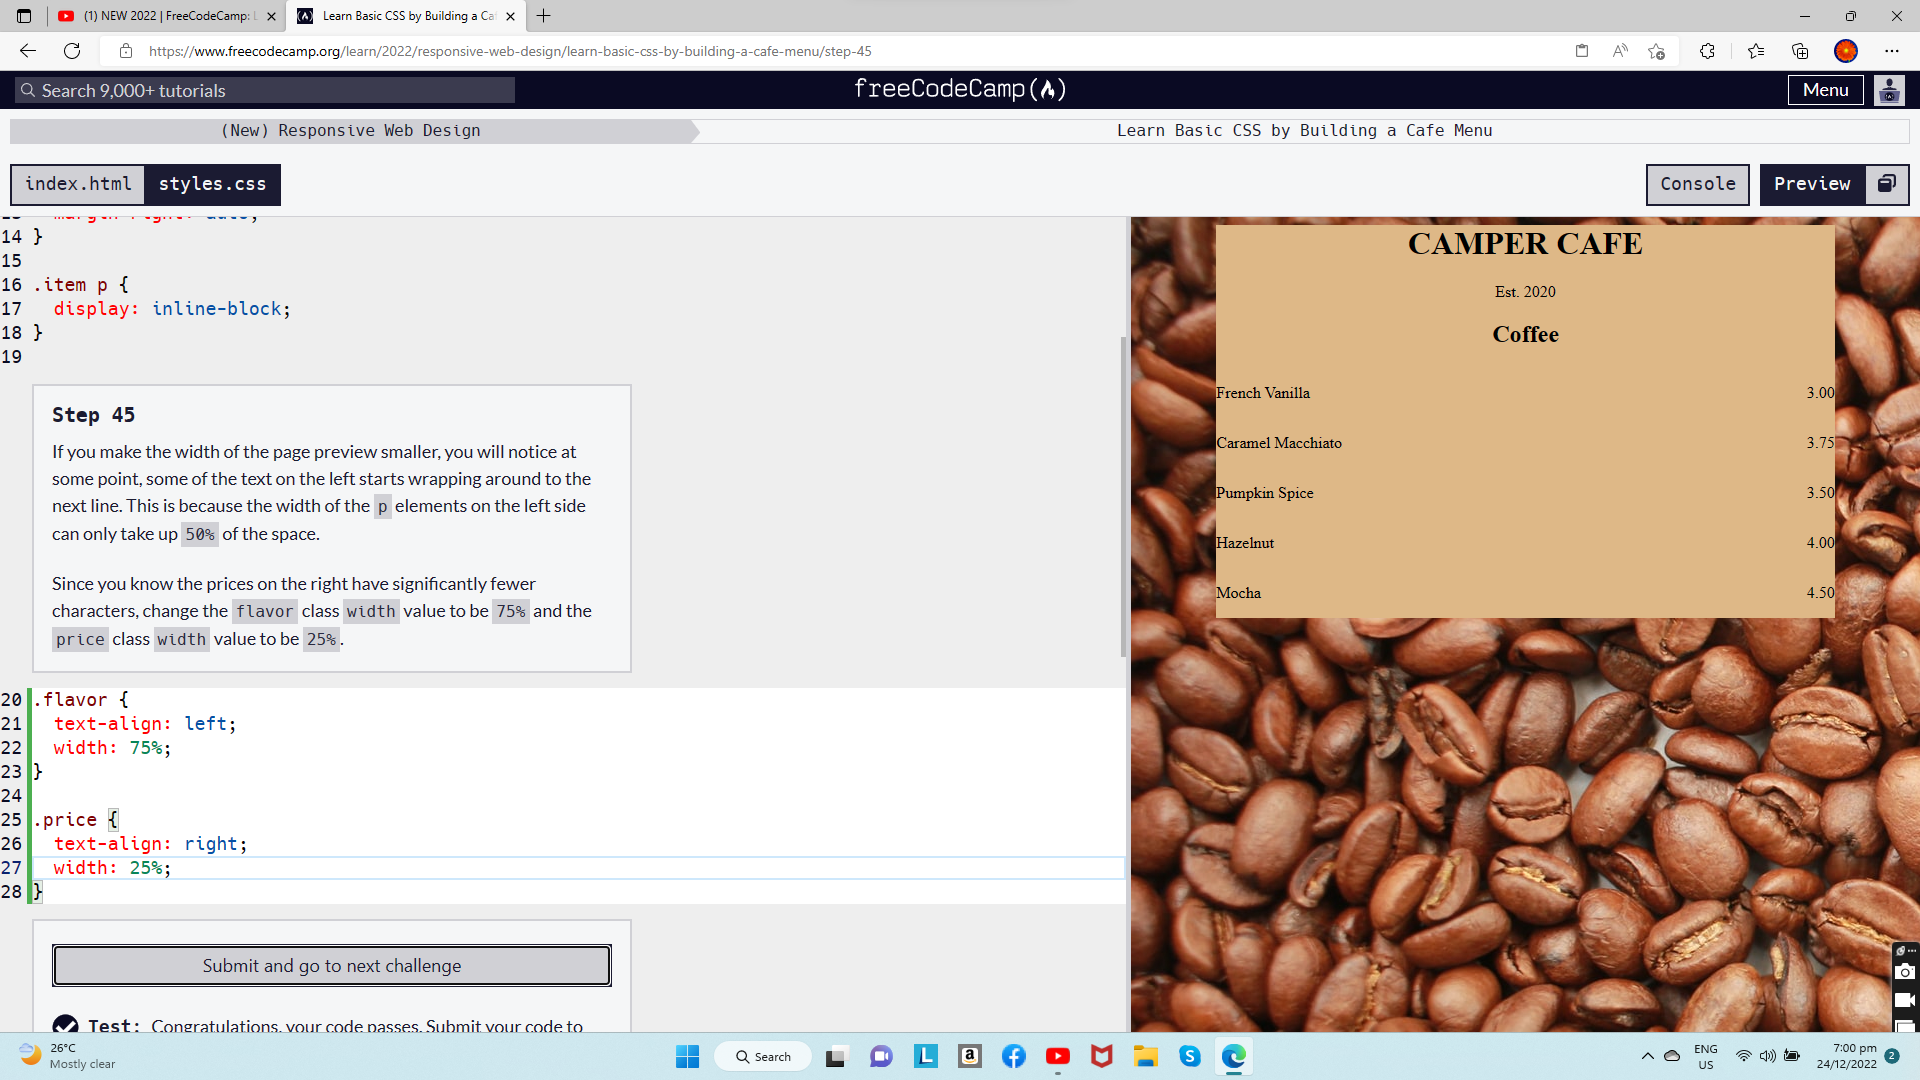 (1) NEW 2022 | FreeCodeCamp:
Learn Basic CSS by Building a Caf
https://www.freecodecamp.org/learn/2022/responsive-web-design/learn-basic-css-by-building-a-cafe-menu/step-45
Search 9,000+ tutorials
freeCodeCamp
Menu
(New) Responsive Web Design
Learn Basic CSS by Building a Cafe Menu
index.html
styles.css
Console
Preview
13 margin-right: auto;
14 }
15
16 .item p {
17 display: inline-block;
18 }
19
Step 45
If you make the width of the page preview smaller, you will notice at
some point, some of the text on the left starts wrapping around to the
next line. This is because the width of the p elements on the left side
can only take up 50% of the space.
Since you know the prices on the right have significantly fewer
characters, change the flavor class width value to be 75% and the
price class width value to be 25%.
20 .flavor {
21 text-align: left;
22 width: 75%;
23 }
24
25 .price {
26 text-align: right;
27 width: 25%;
28 }
Submit and go to next challenge
Test: Congratulations, your code passes. Submit your code to
CAMPER CAFE
Est. 2020
Coffee
French Vanilla 3.00
Caramel Macchiato 3.75
Pumpkin Spice 3.50
Hazelnut 4.00
Mocha 4.50
26°C
Mostly clear
Search
ENG
US
7:00 pm
24/12/2022
2